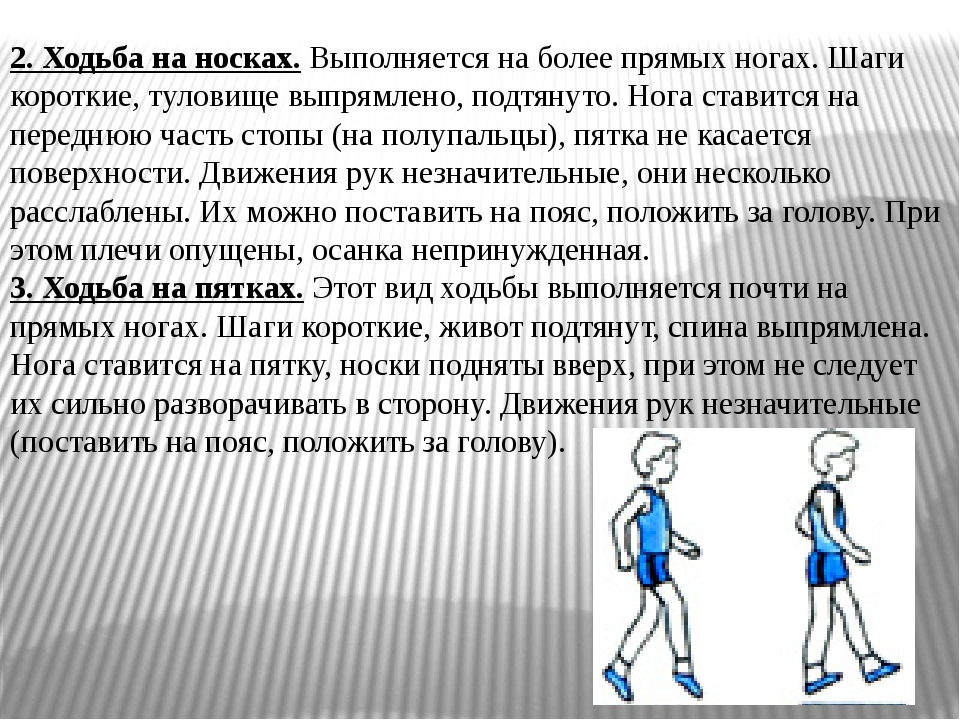 2. Ходьба на носках. Выполняется на более прямых ногах. Шаги
короткие, туловище выпрямлено, подтянуто. Нога ставится на
переднюю часть стопы (на полупальцы), пятка не касается
поверхности. Движения рук незначительные, они несколько
расслаблены. Их можно поставить на пояс, положить за голову. При
этом плечи опущены, осанка непринужденная.
3. Ходьба на пятках. Этот вид ходьбы выполняется почти на
прямых ногах. Шаги короткие, живот подтянут, спина выпрямлена.
Нога ставится на пятку, носки подняты вверх, при этом не следует
их сильно разворачивать в сторону. Движения рук незначительные
(поставить на пояс, положить за голову).